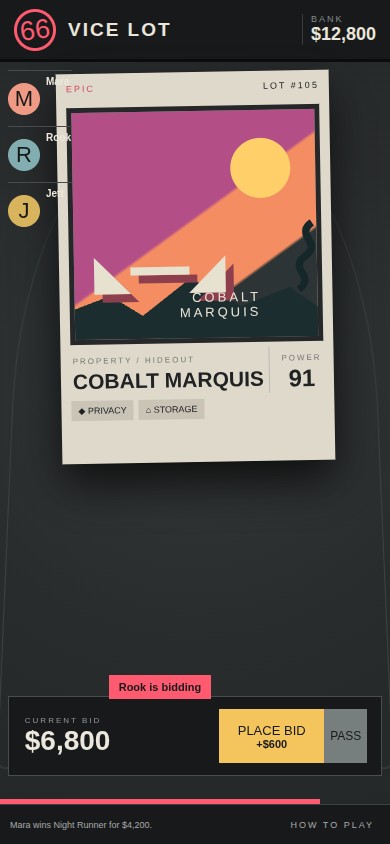 66 VICE LOT
BANK
$12,800
M
R
J
EPIC
LOT #105
COBALT
MARQUIS
PROPERTY / HIDEOUT
COBALT MARQUIS
POWER
91
◆ PRIVACY
⌂ STORAGE
Rook is bidding
CURRENT BID
$6,800
PLACE BID
+$600
PASS
Mara wins Night Runner for $4,200.
HOW TO PLAY